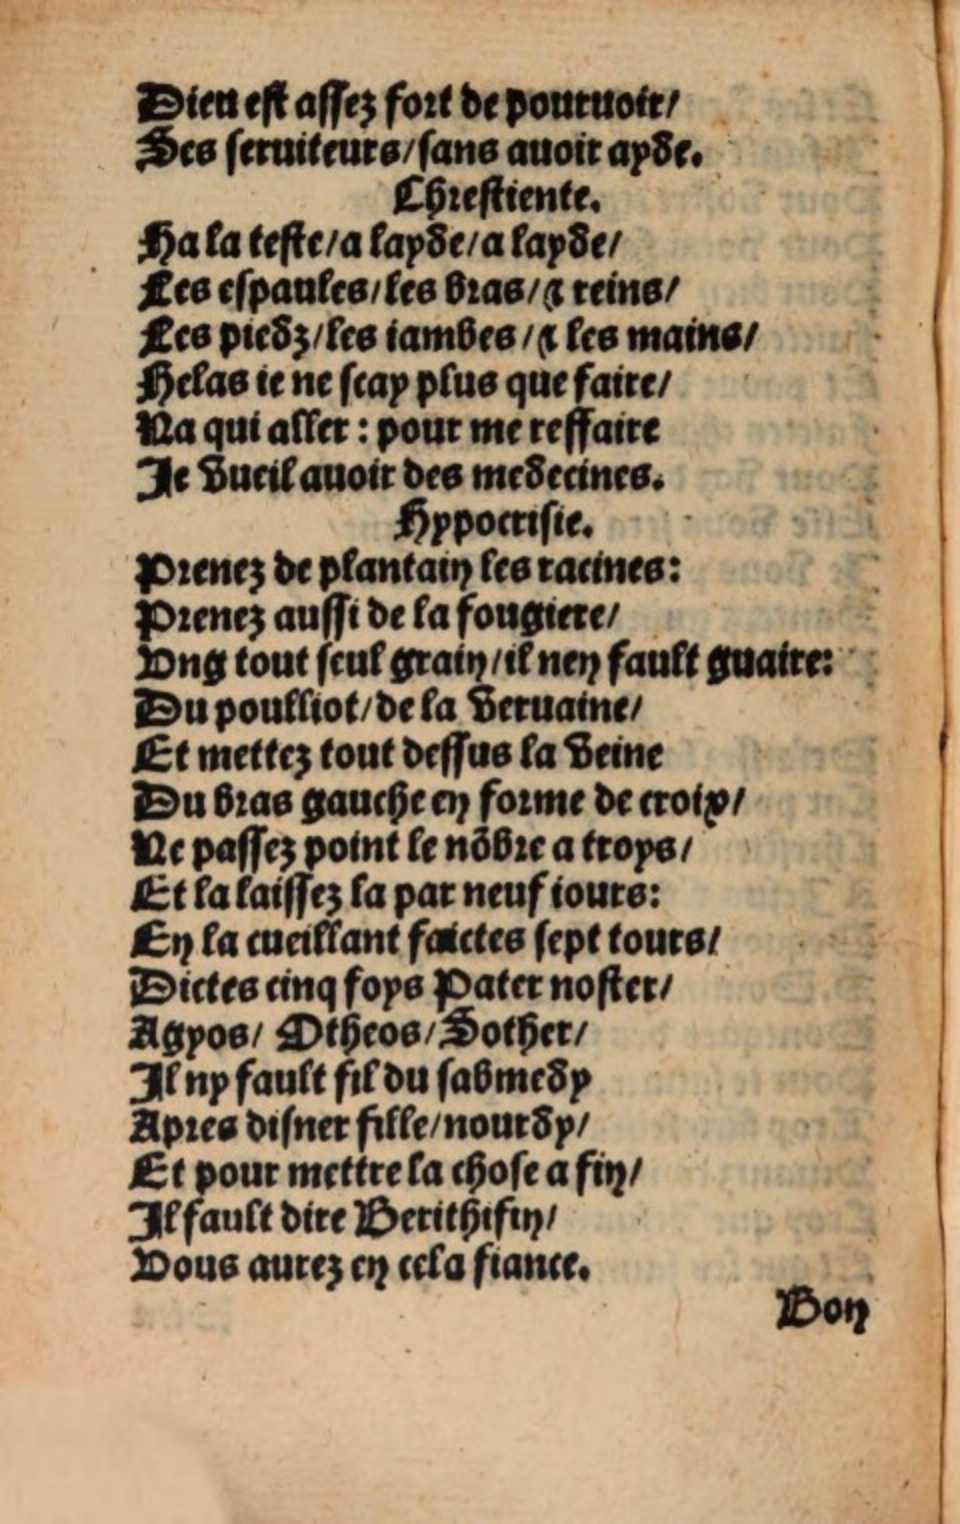 Dieu est assez fort de pouruoir/
Ses seruiteurs/sans auoir ayde.
Chrestiente.
Ha la teste/a layde/a layde/
Les espaules/les bras/& reins/
Les piedz/les iambes/& les mains/
Helas ie ne scay plus que faire/
Na qui aller : pour me reffaire
Je vueil auoir des medecines.
Hypocrisie.
Prenez de plantain les racines:
Prenez aussi de la fougiere/
Ung tout seul grain/il nen fault guaire:
Du poulliot/de la veruaine/
Et mettez tout dessus la veine
Du bras gauche en forme de croix/
Ne passez point le nõbre a troys/
Et la laissez la par neuf iours:
En la cueillant faictes sept tours/
Dictes cinq foys Pater noster/
Agyos/ Otheos/Sother/
Il ny fault fil du sabmedy
Apres disner fille/nourdy/
Et pour mettre la chose a fin/
Il fault dire Berithifin/
Vous aurez en cela fiance.
Bon